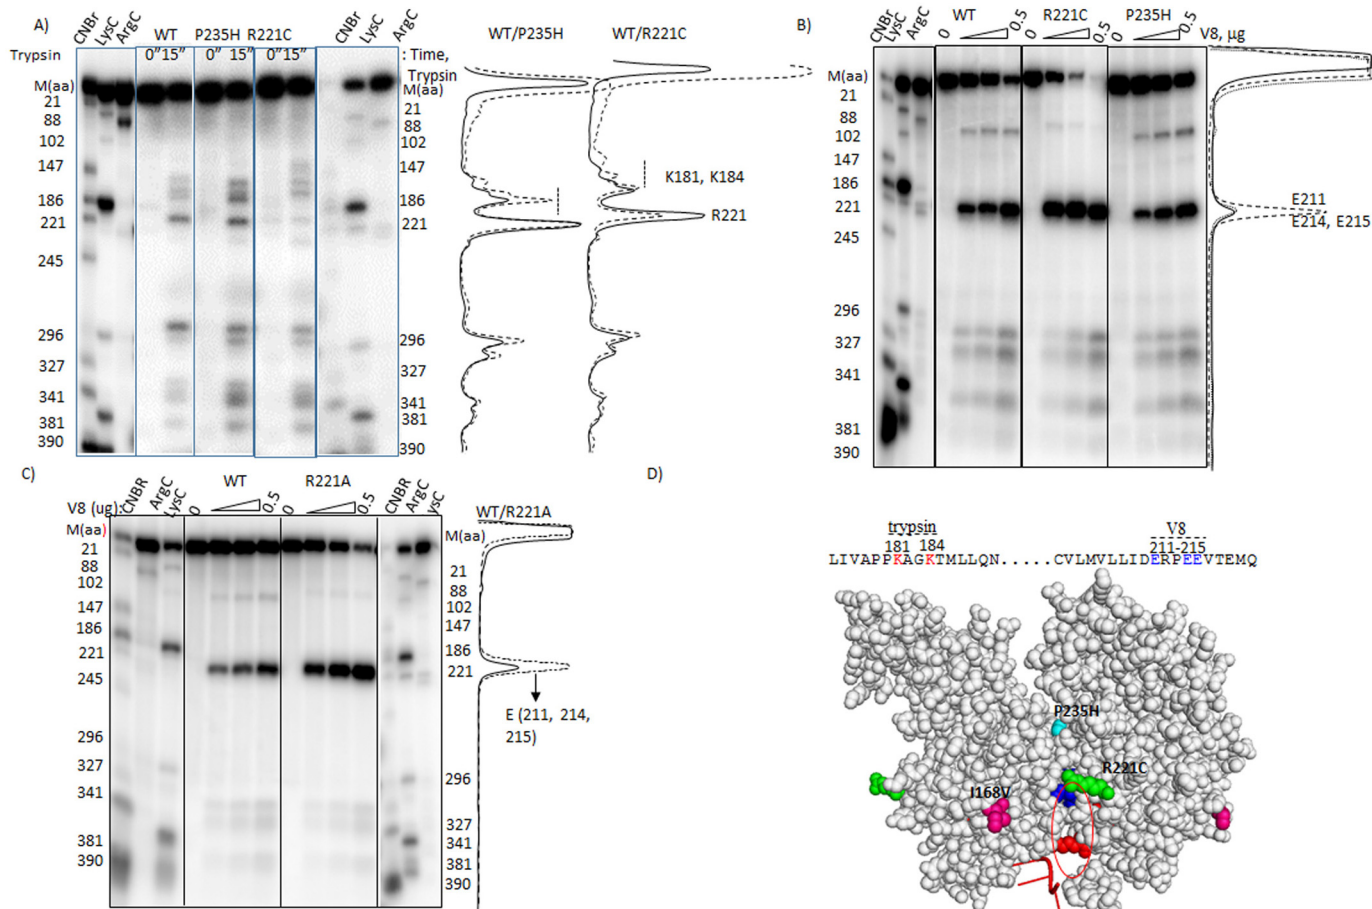 A)
CNBr LysC ArgC
WT P235H R221C
CNBr LysC ArgC
Trypsin 0" 15" 0" 15" 0" 15" : Time, Trypsin
M(aa)
21
88
102
147
186
221
245
296
327
341
381
390
M(aa)
21
88
102
147
186
221
296
327
341
381
390
WT/P235H WT/R221C
K181, K184
R221
B)
CNBr LysC ArgC
WT R221C P235H
0 0.5 0 0.5 0 0.5 V8, µg
M(aa)
21
88
102
147
186
221
245
296
327
341
381
390
E211
E214, E215
C)
WT R221A
V8 (ug): CNBR ArgC LysC 0 0.5 0 0.5 CNBR ArgC ysC
M(aa)
21
88
102
147
186
221
245
296
327
341
381
390
M(aa)
21
88
102
147
186
221
296
327
341
381
390
WT/R221A
E (211, 214,
215)
D)
trypsin V8
181 184 211-215
LIVAPPKAGKTMLLQN.....CVLMVLLIDERPEEVTEMQ
P235H
R221C
I168V